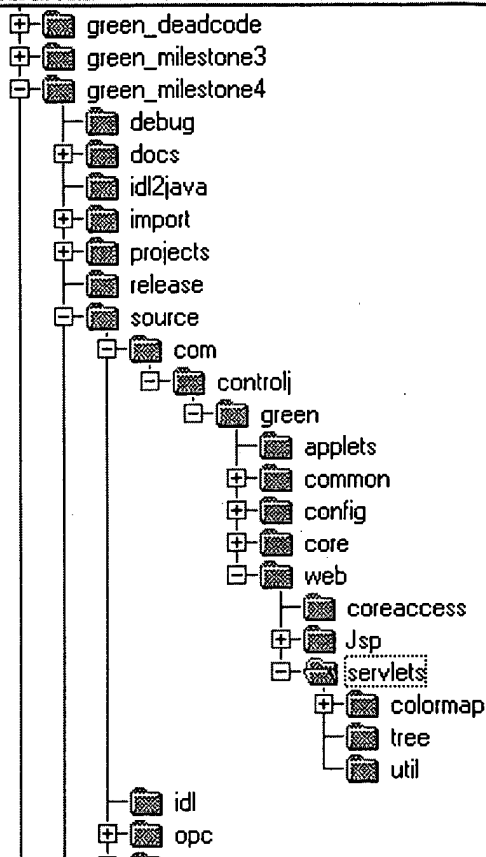 green_deadcode
green_milestone3
green_milestone4
debug
docs
idl2java
import
projects
release
source
com
controlj
green
applets
common
config
core
web
coreaccess
Jsp
servlets
colormap
tree
util
idl
opc